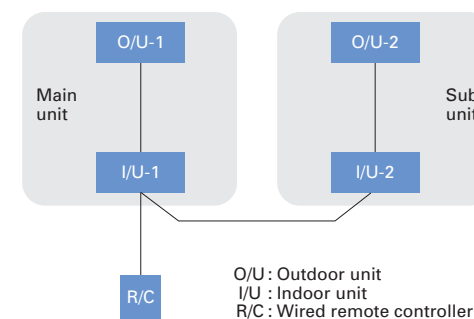 O/U-1
O/U-2
Main
unit
I/U-1
I/U-2
R/C
O/U : Outdoor unit
I/U : Indoor unit
R/C : Wired remote controller